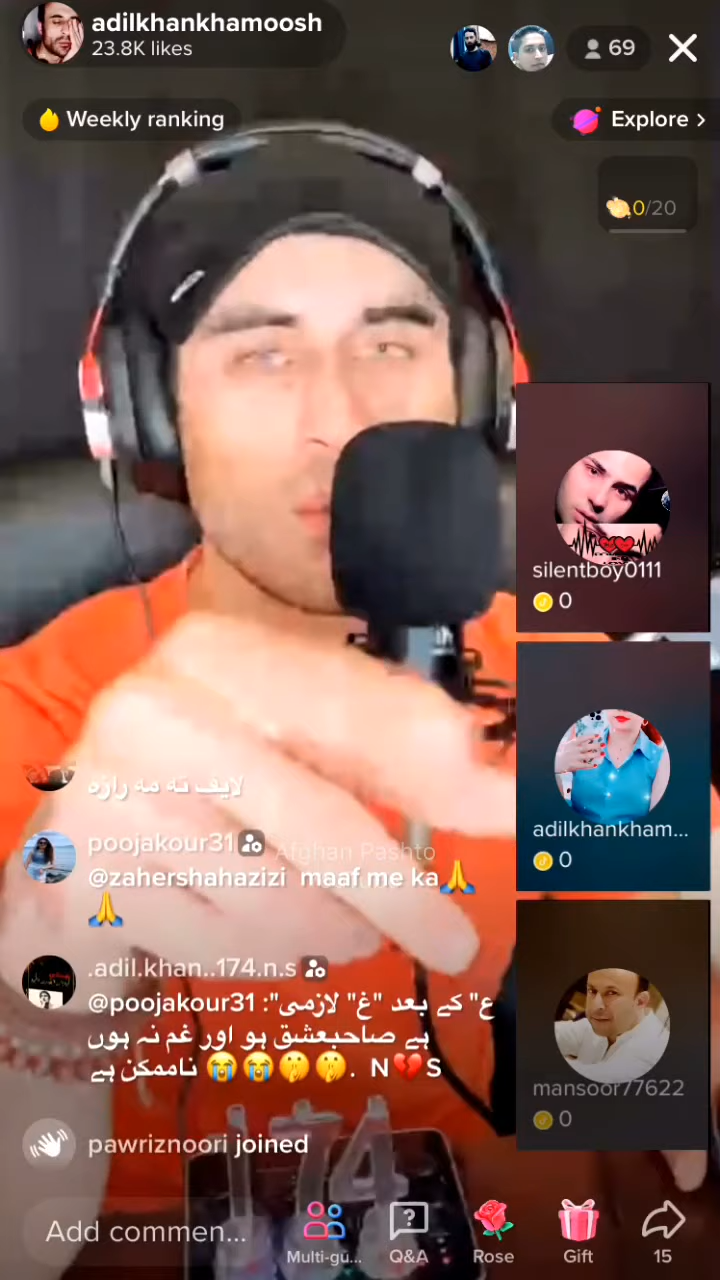 adilkhankhamoosh
23.8K likes
69
Weekly ranking
Explore
0/20
silentboy0111
0
adilkhankham...
0
mansoor77622
0
لایف ته مه رازه
poojakour31
Afghan Pashto
@zahershahazizi maaf me ka🙏
🙏
.adil.khan..174.n.s
@poojakour31 :"ع" کے بعد "غ" لازمی
ہے صاحبعشق ہو اور غم نہ ہوں
ناممکن ہے 😭😭🤫🤫. N💔S
pawriznoori joined
174
Add commen...
Multi-gu...
Q&A
Rose
Gift
15